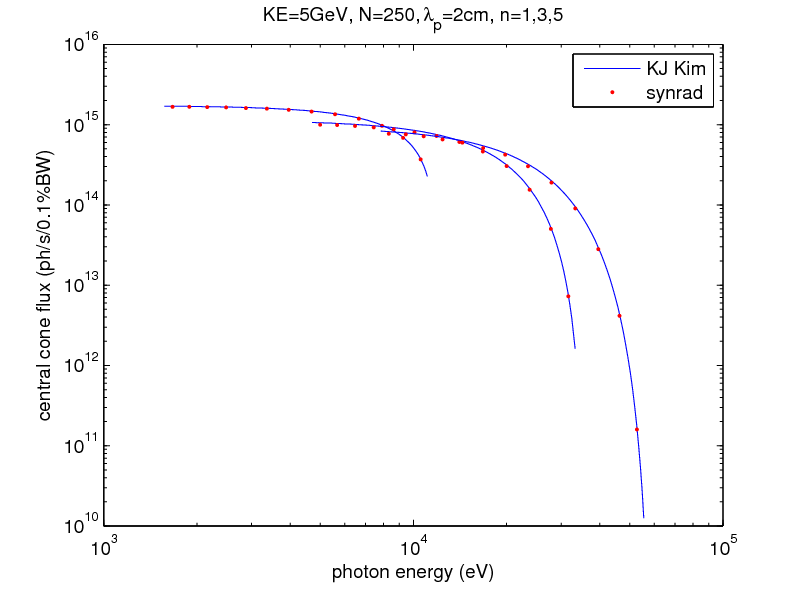 KE=5GeV, N=250, λp=2cm, n=1,3,5
10^16
10^15
10^14
10^13
10^12
10^11
10^10
central cone flux (ph/s/0.1%BW)
KJ Kim
synrad
10^3
10^4
10^5
photon energy (eV)